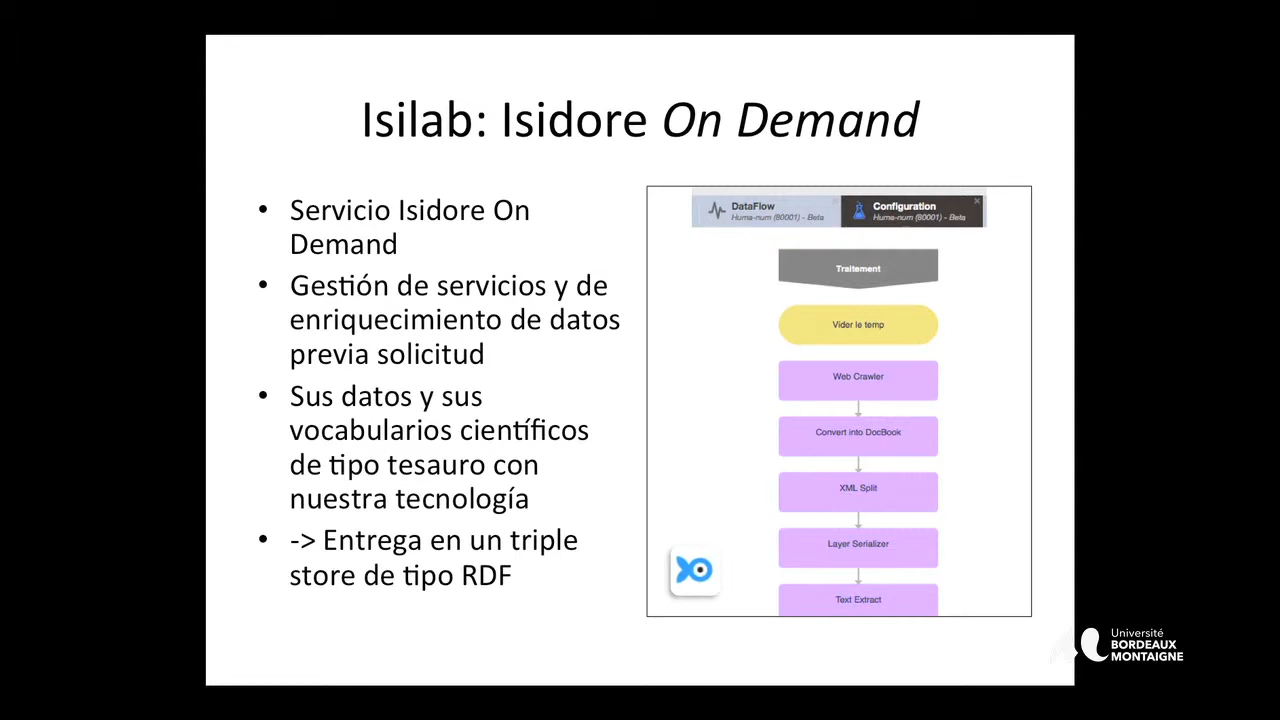 Isilab: Isidore On Demand
• Servicio Isidore On
Demand
• Gestión de servicios y de
enriquecimiento de datos
previa solicitud
• Sus datos y sus
vocabularios científicos
de tipo tesauro con
nuestra tecnología
• -> Entrega en un triple
store de tipo RDF
DataFlow
Huma-num (80001) - Beta
Configuration
Huma-num (80001) - Beta
Traitement
Vider le temp
Web Crawler
Convert into DocBook
XML Split
Layer Serializer
Text Extract
Université
BORDEAUX
MONTAIGNE